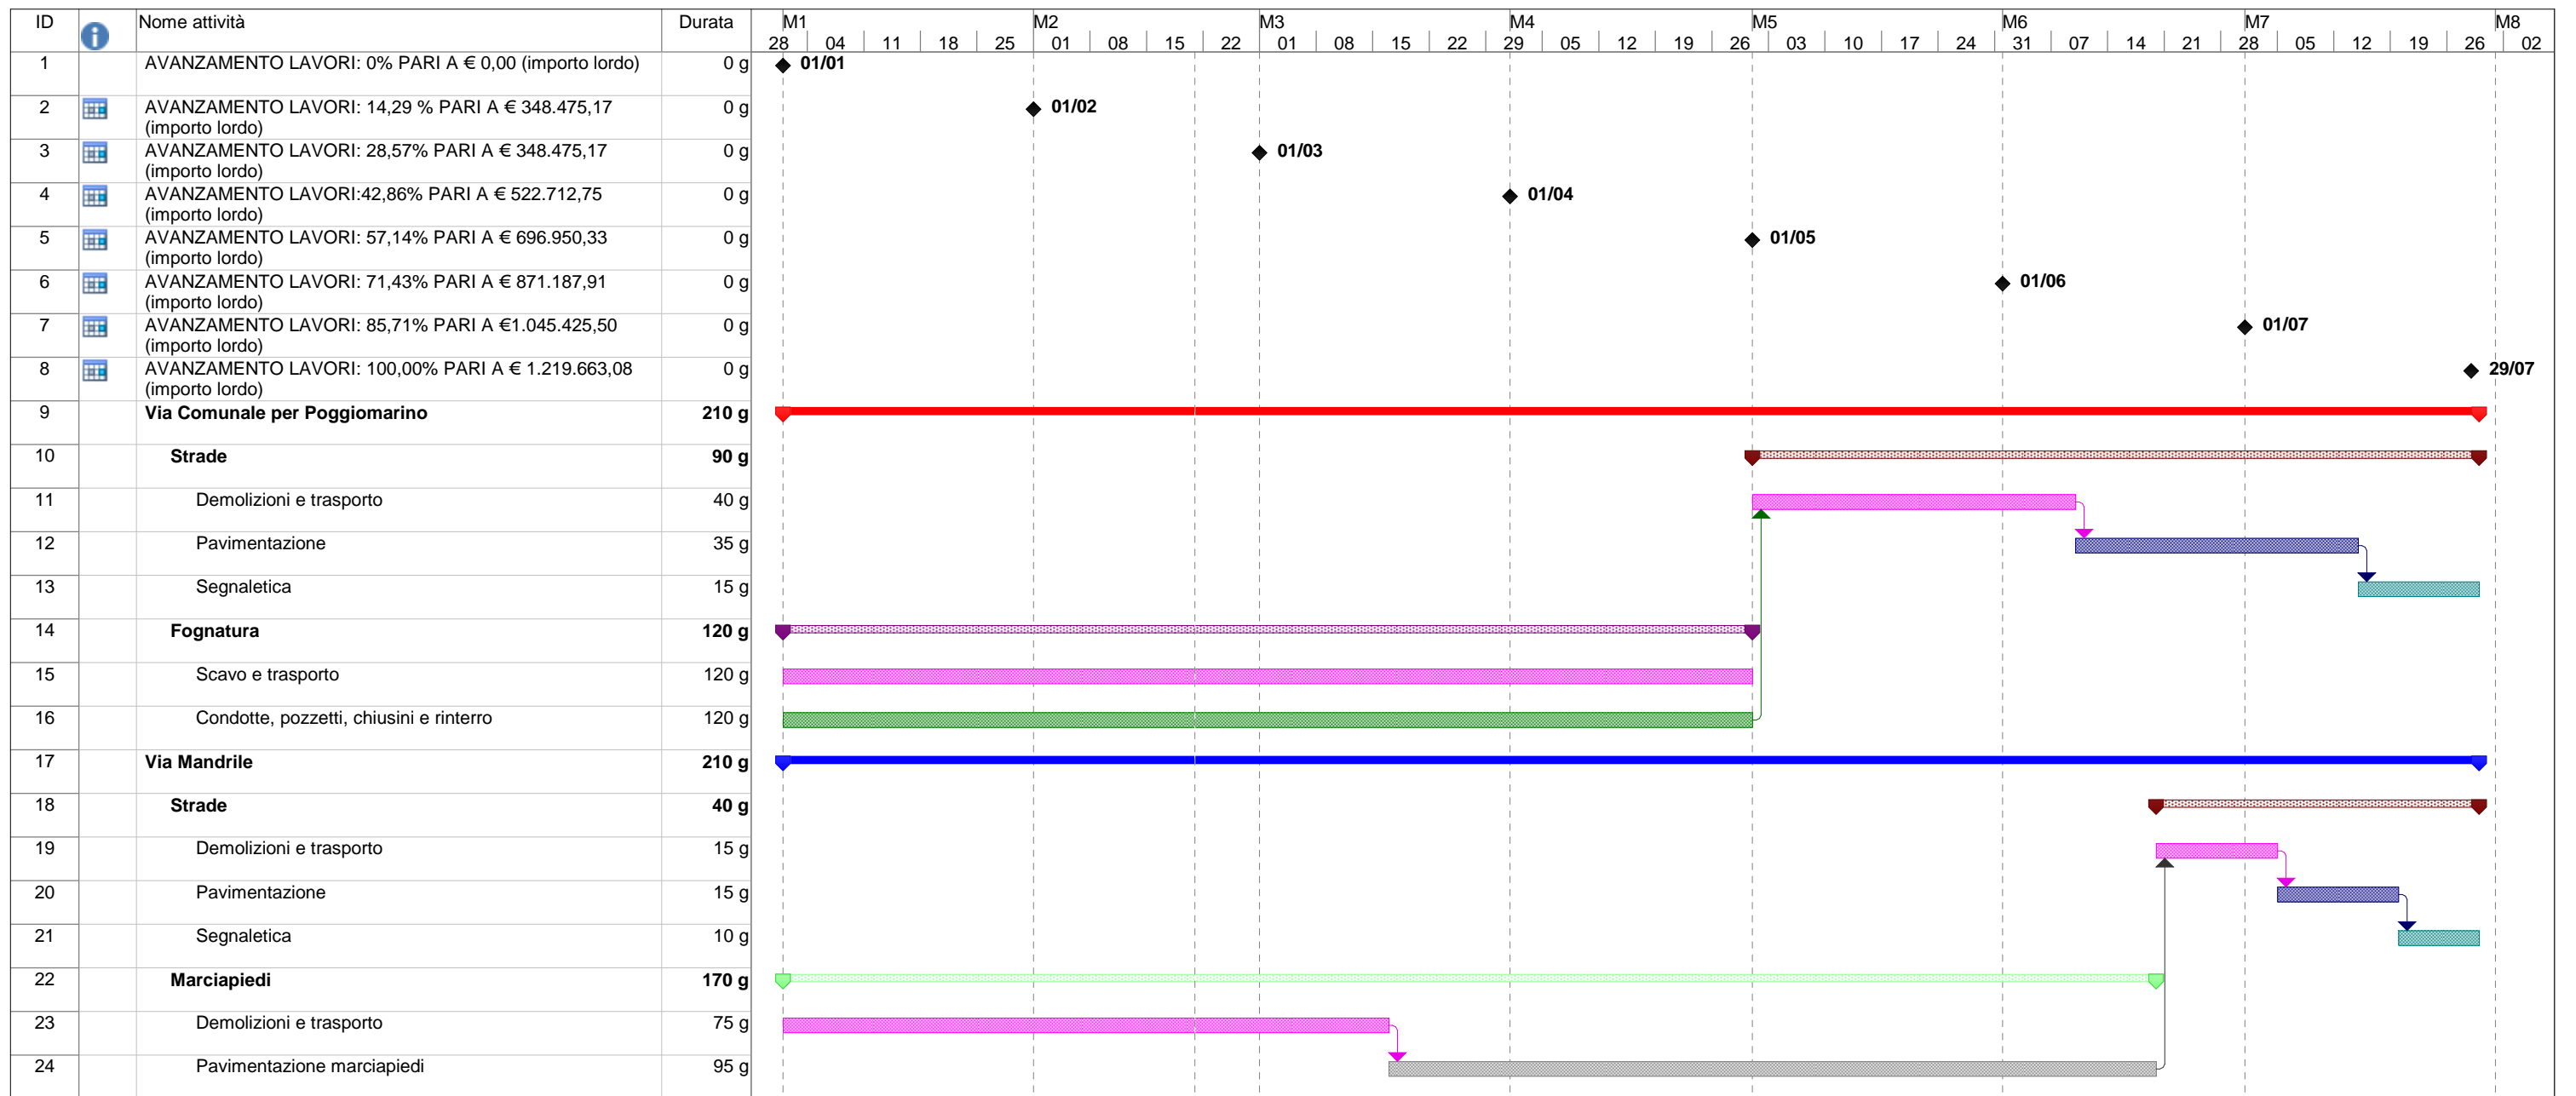 ID Nome attività Durata M1 M2 M3 M4 M5 M6 M7 M8
28 04 11 18 25 01 08 15 22 01 08 15 22 29 05 12 19 26 03 10 17 24 31 07 14 21 28 05 12 19 26 02
1 AVANZAMENTO LAVORI: 0% PARI A € 0,00 (importo lordo) 0 g 01/01
2 AVANZAMENTO LAVORI: 14,29 % PARI A € 348.475,17 0 g 01/02
(importo lordo)
3 AVANZAMENTO LAVORI: 28,57% PARI A € 348.475,17 0 g 01/03
(importo lordo)
4 AVANZAMENTO LAVORI:42,86% PARI A € 522.712,75 0 g 01/04
(importo lordo)
5 AVANZAMENTO LAVORI: 57,14% PARI A € 696.950,33 0 g 01/05
(importo lordo)
6 AVANZAMENTO LAVORI: 71,43% PARI A € 871.187,91 0 g 01/06
(importo lordo)
7 AVANZAMENTO LAVORI: 85,71% PARI A €1.045.425,50 0 g 01/07
(importo lordo)
8 AVANZAMENTO LAVORI: 100,00% PARI A € 1.219.663,08 0 g 29/07
(importo lordo)
9 Via Comunale per Poggiomarino 210 g
10 Strade 90 g
11 Demolizioni e trasporto 40 g
12 Pavimentazione 35 g
13 Segnaletica 15 g
14 Fognatura 120 g
15 Scavo e trasporto 120 g
16 Condotte, pozzetti, chiusini e rinterro 120 g
17 Via Mandrile 210 g
18 Strade 40 g
19 Demolizioni e trasporto 15 g
20 Pavimentazione 15 g
21 Segnaletica 10 g
22 Marciapiedi 170 g
23 Demolizioni e trasporto 75 g
24 Pavimentazione marciapiedi 95 g